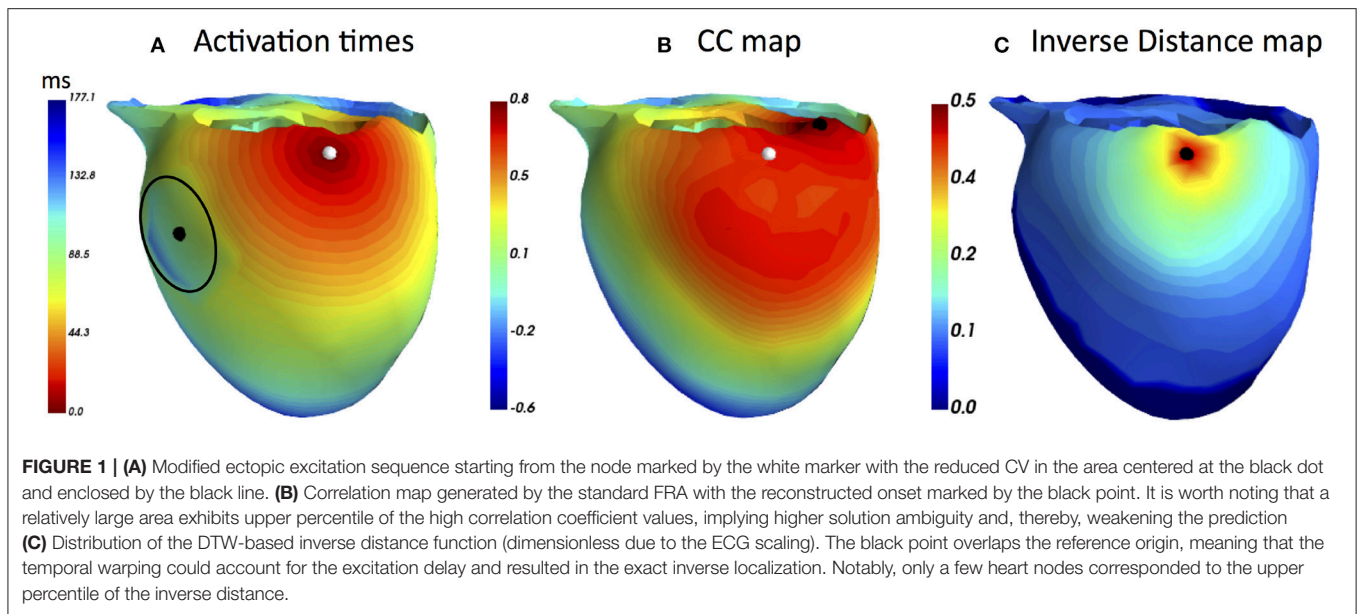 A Activation times
B CC map
C Inverse Distance map
ms
177.1
132.8
88.5
44.3
0.0
0.8
0.5
0.1
-0.2
-0.6
0.5
0.4
0.2
0.1
0.0
FIGURE 1 | (A) Modified ectopic excitation sequence starting from the node marked by the white marker with the reduced CV in the area centered at the black dot
and enclosed by the black line. (B) Correlation map generated by the standard FRA with the reconstructed onset marked by the black point. It is worth noting that a
relatively large area exhibits upper percentile of the high correlation coefficient values, implying higher solution ambiguity and, thereby, weakening the prediction
(C) Distribution of the DTW-based inverse distance function (dimensionless due to the ECG scaling). The black point overlaps the reference origin, meaning that the
temporal warping could account for the excitation delay and resulted in the exact inverse localization. Notably, only a few heart nodes corresponded to the upper
percentile of the inverse distance.